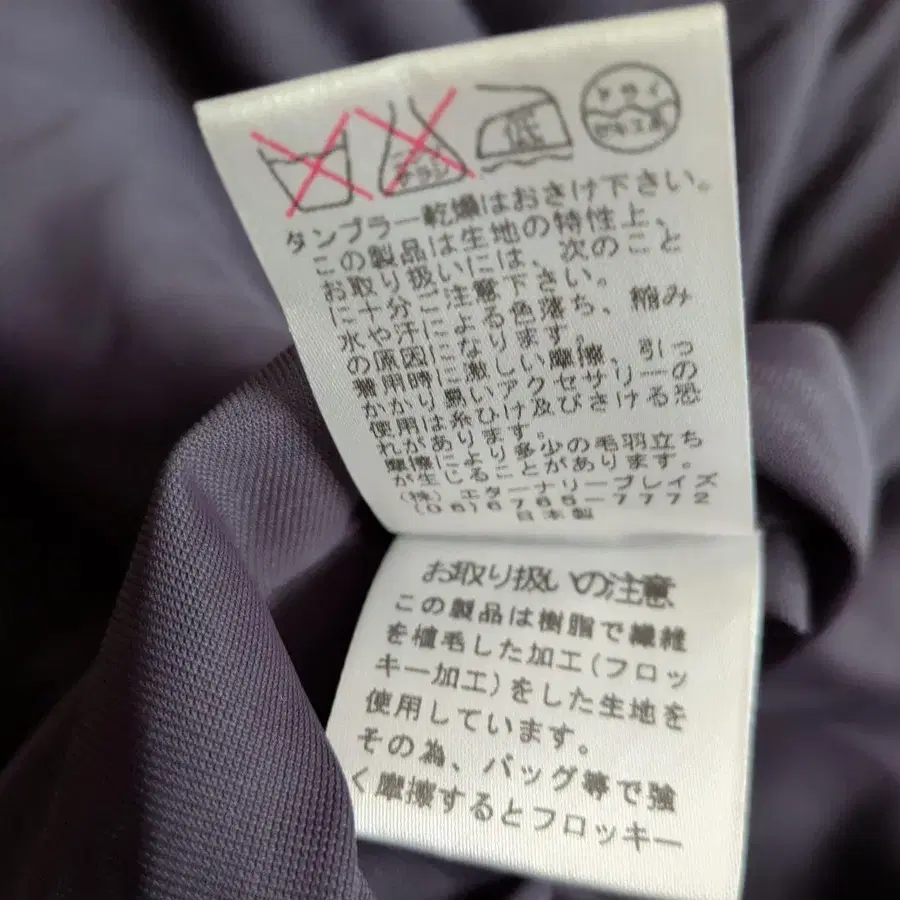 低
ドライ
タンブラー乾燥はおさけ下さい。
この製品は生地の特性上、
お取り扱いには、次のこと
に十分ご注意下さい。
水や汗による色落ち、縮み
の原因になります。
着用時に激しい摩擦、引っ
かかり易いアクセサリーの
使用は糸ひけ及びさける恐
れがあります。
摩擦により多少の毛羽立ち
が生じることがあります。
(株)エターナリープレイズ
(06)6765-7772
日本製
お取り扱いの注意
この製品は樹脂で繊維
を植毛した加工(フロッ
キー加工)をした生地を
使用しています。
その為、バッグ等で強
く摩擦するとフロッキー